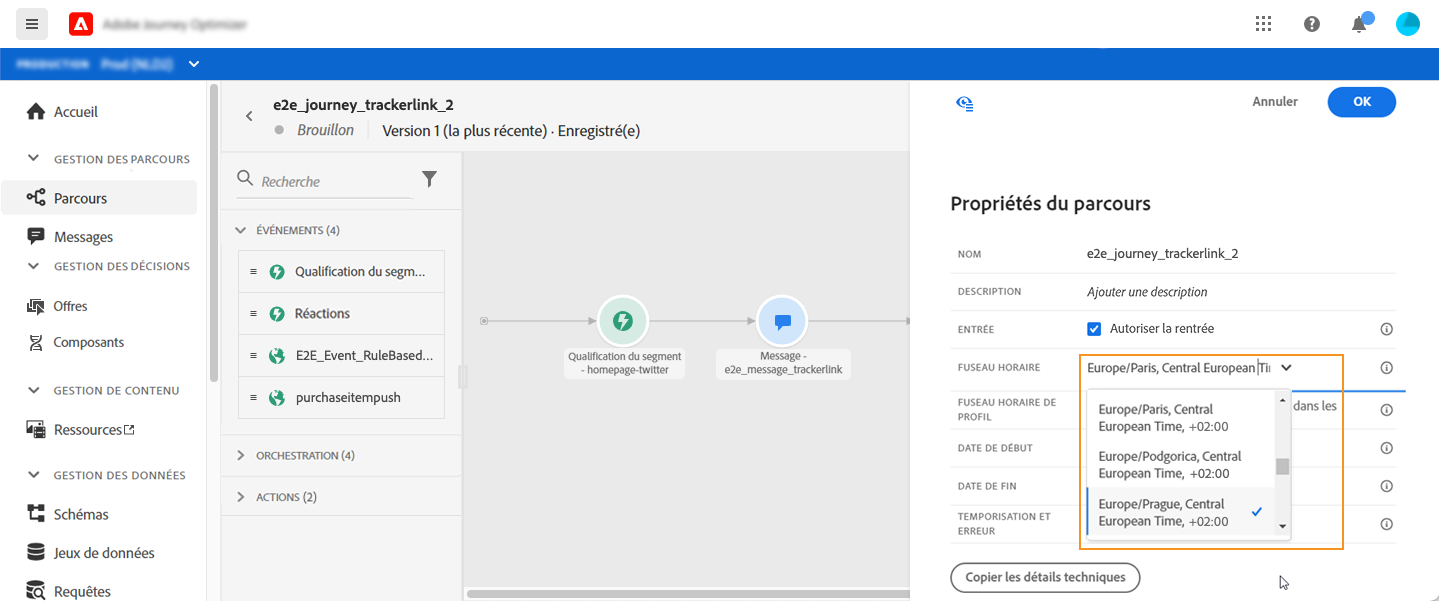 Adobe Journey Optimizer
PRODUCTION Prod (NLD2)
Accueil
GESTION DES PARCOURS
Parcours
Messages
GESTION DES DÉCISIONS
Offres
Composants
GESTION DE CONTENU
Ressources
GESTION DES DONNÉES
Schémas
Jeux de données
Requêtes
e2e_journey_trackerlink_2
Brouillon
Version 1 (la plus récente) · Enregistré(e)
Recherche
ÉVÉNEMENTS (4)
Qualification du segm...
Réactions
E2E_Event_RuleBased...
purchaseitempush
ORCHESTRATION (4)
ACTIONS (2)
Qualification du segment
- homepage-twitter
Message -
e2e_message_trackerlink
Annuler
OK
Propriétés du parcours
NOM
e2e_journey_trackerlink_2
DESCRIPTION
Ajouter une description
ENTRÉE
Autoriser la rentrée
FUSEAU HORAIRE
Europe/Paris, Central European Ti
FUSEAU HORAIRE DE
PROFIL
dans les
DATE DE DÉBUT
DATE DE FIN
TEMPORISATION ET
ERREUR
Europe/Paris, Central
European Time, +02:00
Europe/Podgorica, Central
European Time, +02:00
Europe/Prague, Central
European Time, +02:00
Copier les détails techniques